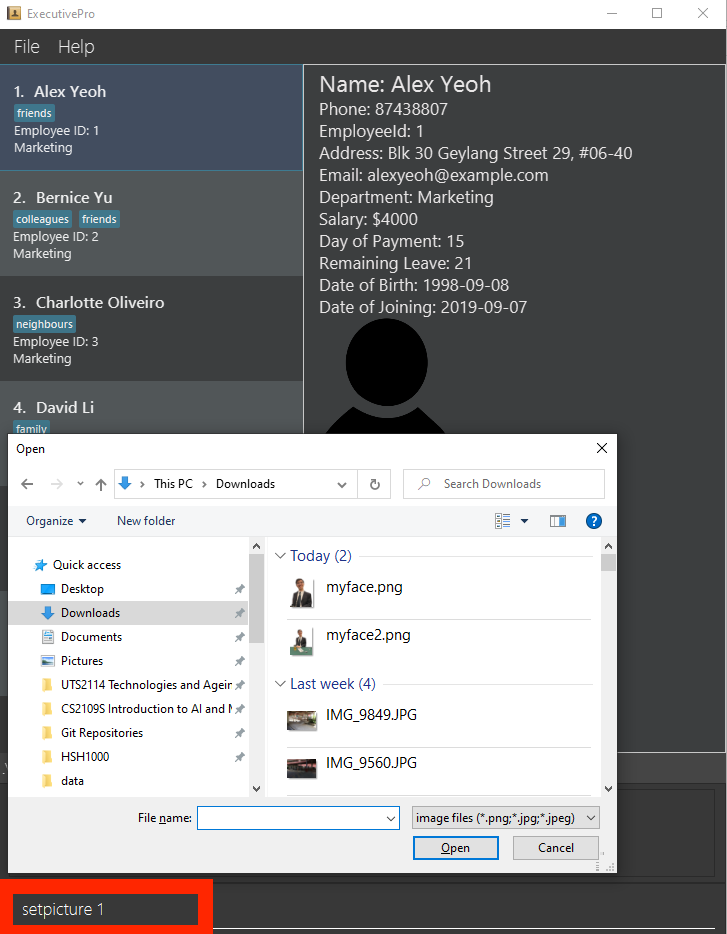 ExecutivePro
File Help
1. Alex Yeoh
friends
Employee ID: 1
Marketing
2. Bernice Yu
colleagues friends
Employee ID: 2
Marketing
3. Charlotte Oliveiro
neighbours
Employee ID: 3
Marketing
4. David Li
family
Name: Alex Yeoh
Phone: 87438807
EmployeeId: 1
Address: Blk 30 Geylang Street 29, #06-40
Email: alexyeoh@example.com
Department: Marketing
Salary: $4000
Day of Payment: 15
Remaining Leave: 21
Date of Birth: 1998-09-08
Date of Joining: 2019-09-07
Open
This PC > Downloads
Search Downloads
Organize
New folder
Quick access
Desktop
Downloads
Documents
Pictures
UTS2114 Technologies and Agein
CS2109S Introduction to AI and
Git Repositories
HSH1000
data
Today (2)
myface.png
myface2.png
Last week (4)
IMG_9849.JPG
IMG_9560.JPG
File name:
image files (*.png;*.jpg;*.jpeg)
Open
Cancel
setpicture 1